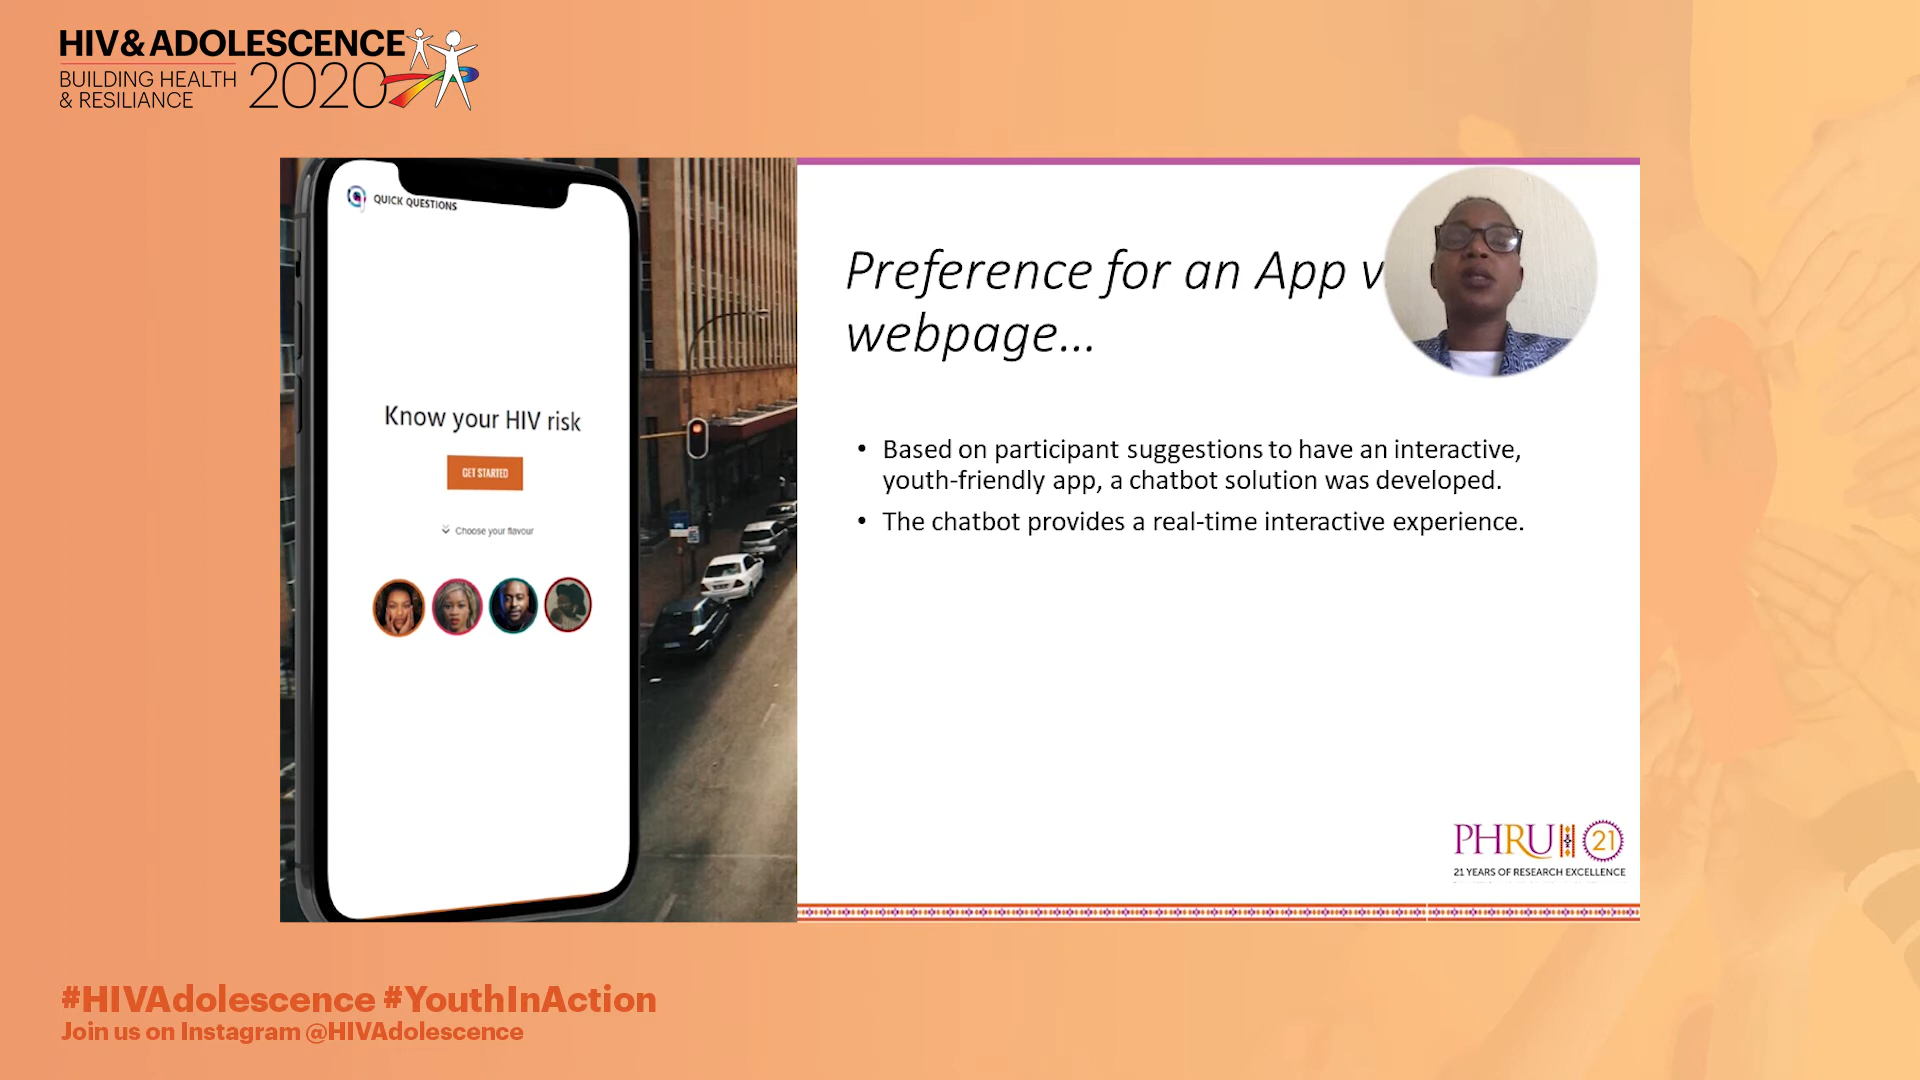 HIV & ADOLESCENCE
BUILDING HEALTH
& RESILIANCE
2020
QUICK QUESTIONS
Know your HIV risk
GET STARTED
Choose your flavour
Preference for an App v
webpage...
• Based on participant suggestions to have an interactive,
youth-friendly app, a chatbot solution was developed.
• The chatbot provides a real-time interactive experience.
PHRU 21
21 YEARS OF RESEARCH EXCELLENCE
#HIVAdolescence #YouthInAction
Join us on Instagram @HIVAdolescence